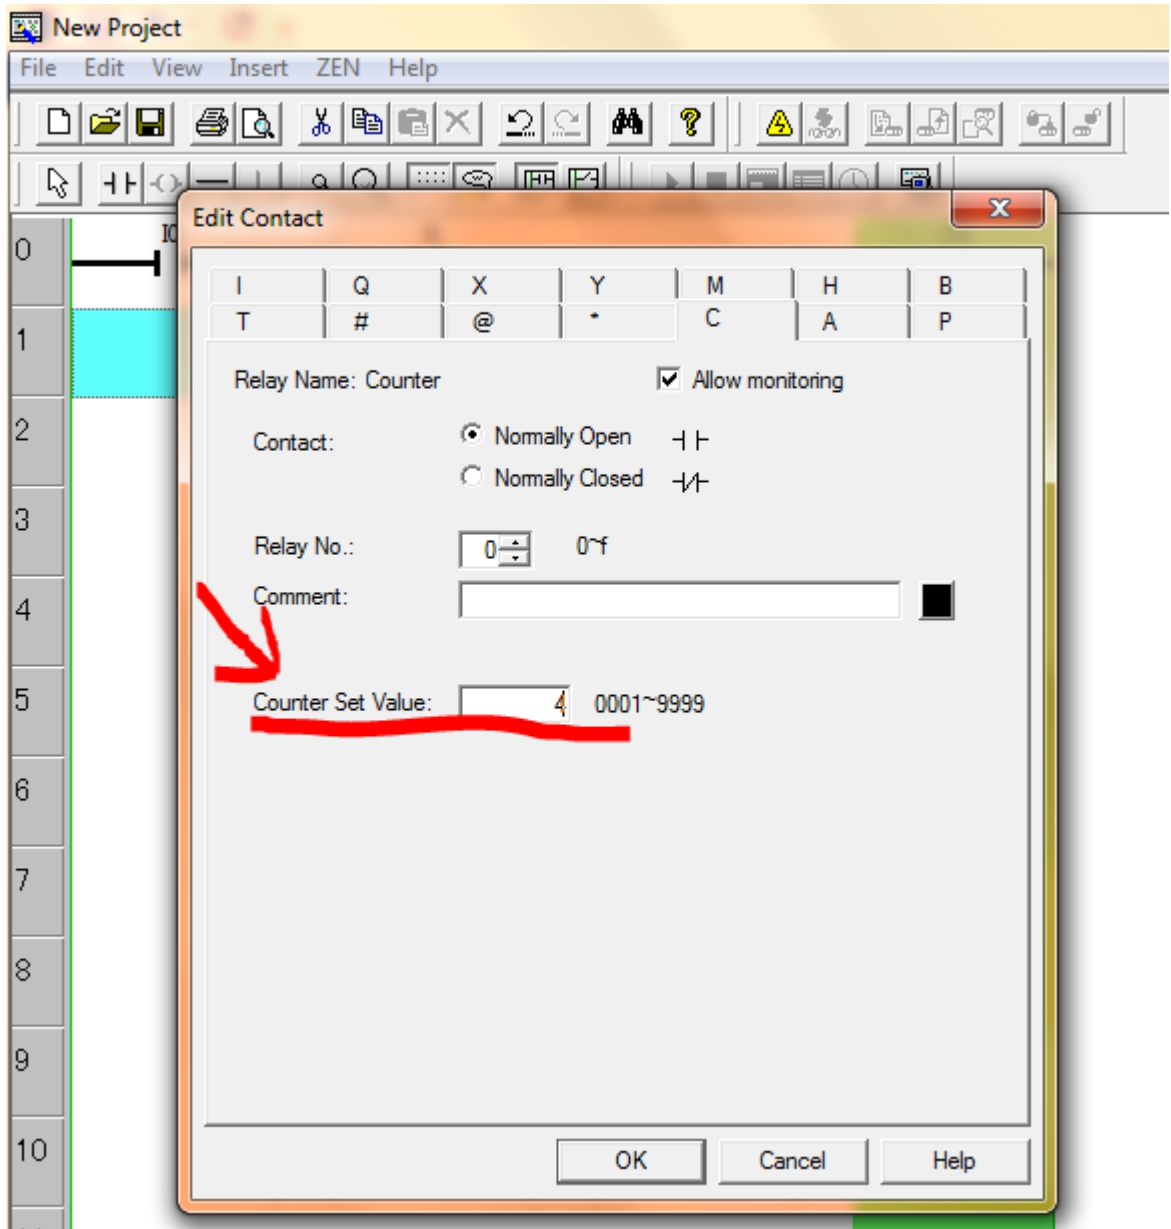 New Project
File Edit View Insert ZEN Help
Edit Contact
0
I Q X Y M H B
T # @ * C A P
1
Relay Name: Counter Allow monitoring
2
Contact: Normally Open
Normally Closed
3
Relay No.: 0 0~f
4
Comment:
5
Counter Set Value: 4 0001~9999
6
7
8
9
10
OK Cancel Help